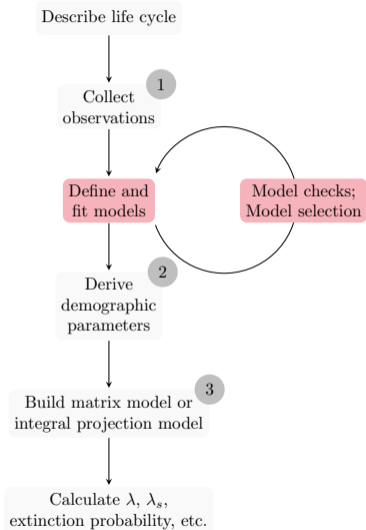 Describe life cycle
1
Collect
observations
Define and
fit models
Model checks;
Model selection
2
Derive
demographic
parameters
3
Build matrix model or
integral projection model
Calculate λ, λₛ,
extinction probability, etc.